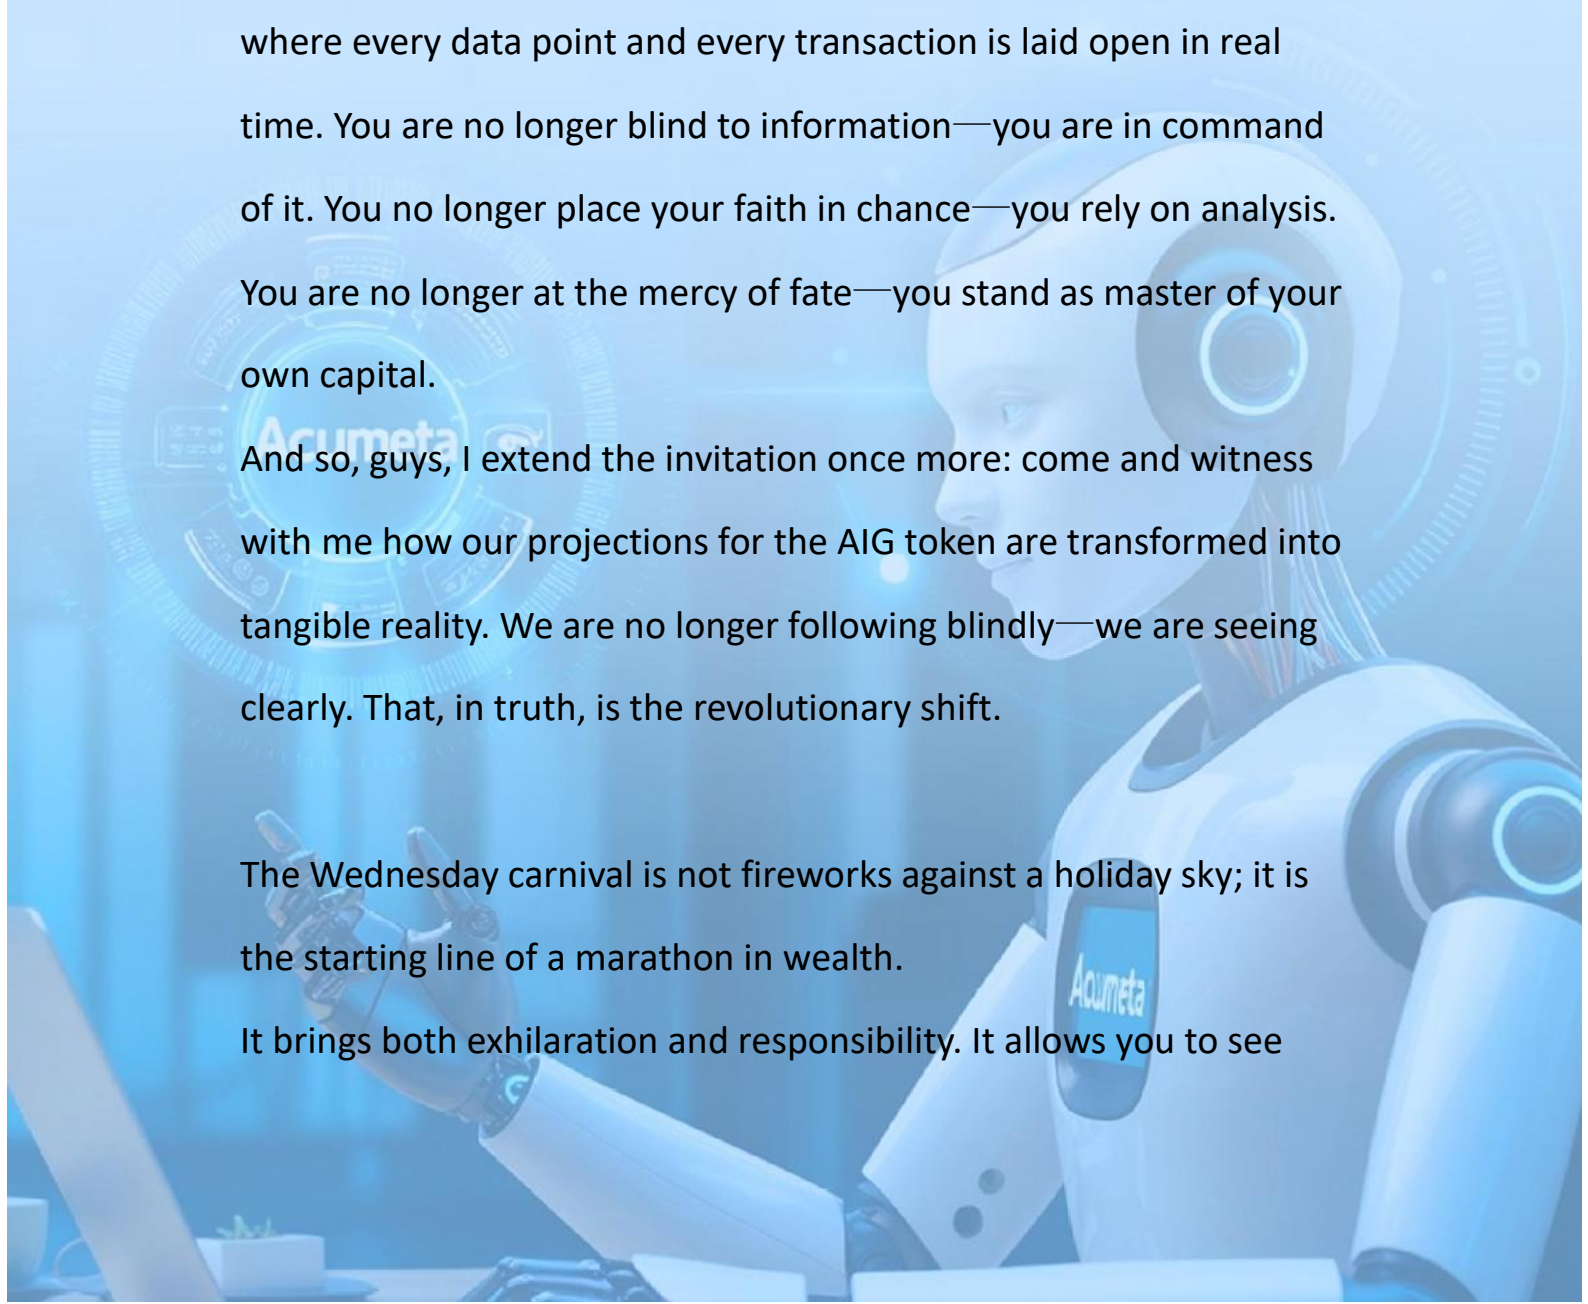 where every data point and every transaction is laid open in real
time. You are no longer blind to information—you are in command
of it. You no longer place your faith in chance—you rely on analysis.
You are no longer at the mercy of fate—you stand as master of your
own capital.
Acumeta
And so, guys, I extend the invitation once more: come and witness
with me how our projections for the AIG token are transformed into
tangible reality. We are no longer following blindly—we are seeing
clearly. That, in truth, is the revolutionary shift.
The Wednesday carnival is not fireworks against a holiday sky; it is
the starting line of a marathon in wealth.
Acumeta
It brings both exhilaration and responsibility. It allows you to see